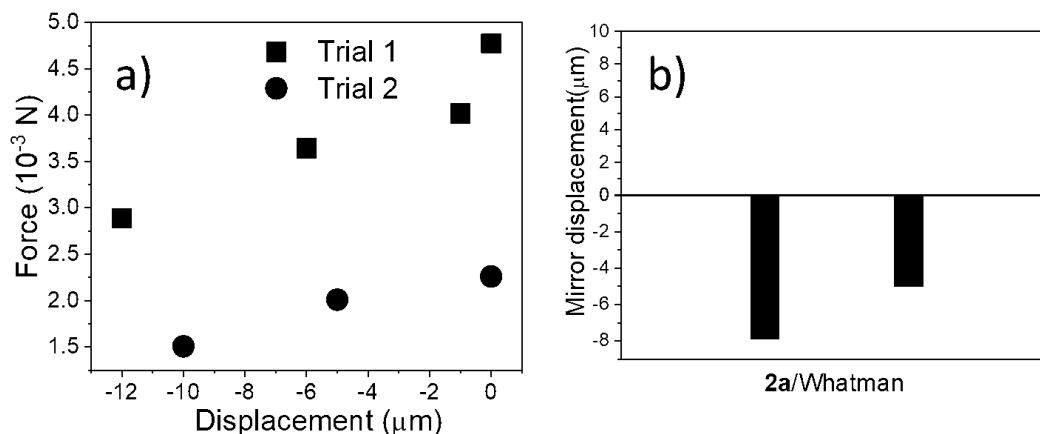 a)
Trial 1
Trial 2
Force (10⁻³ N)
5.0
4.5
4.0
3.5
3.0
2.5
2.0
1.5
-12 -10 -8 -6 -4 -2 0
Displacement (μm)
b)
Mirror displacement(μm)
10
8
6
4
2
0
-2
-4
-6
-8
2a/Whatman